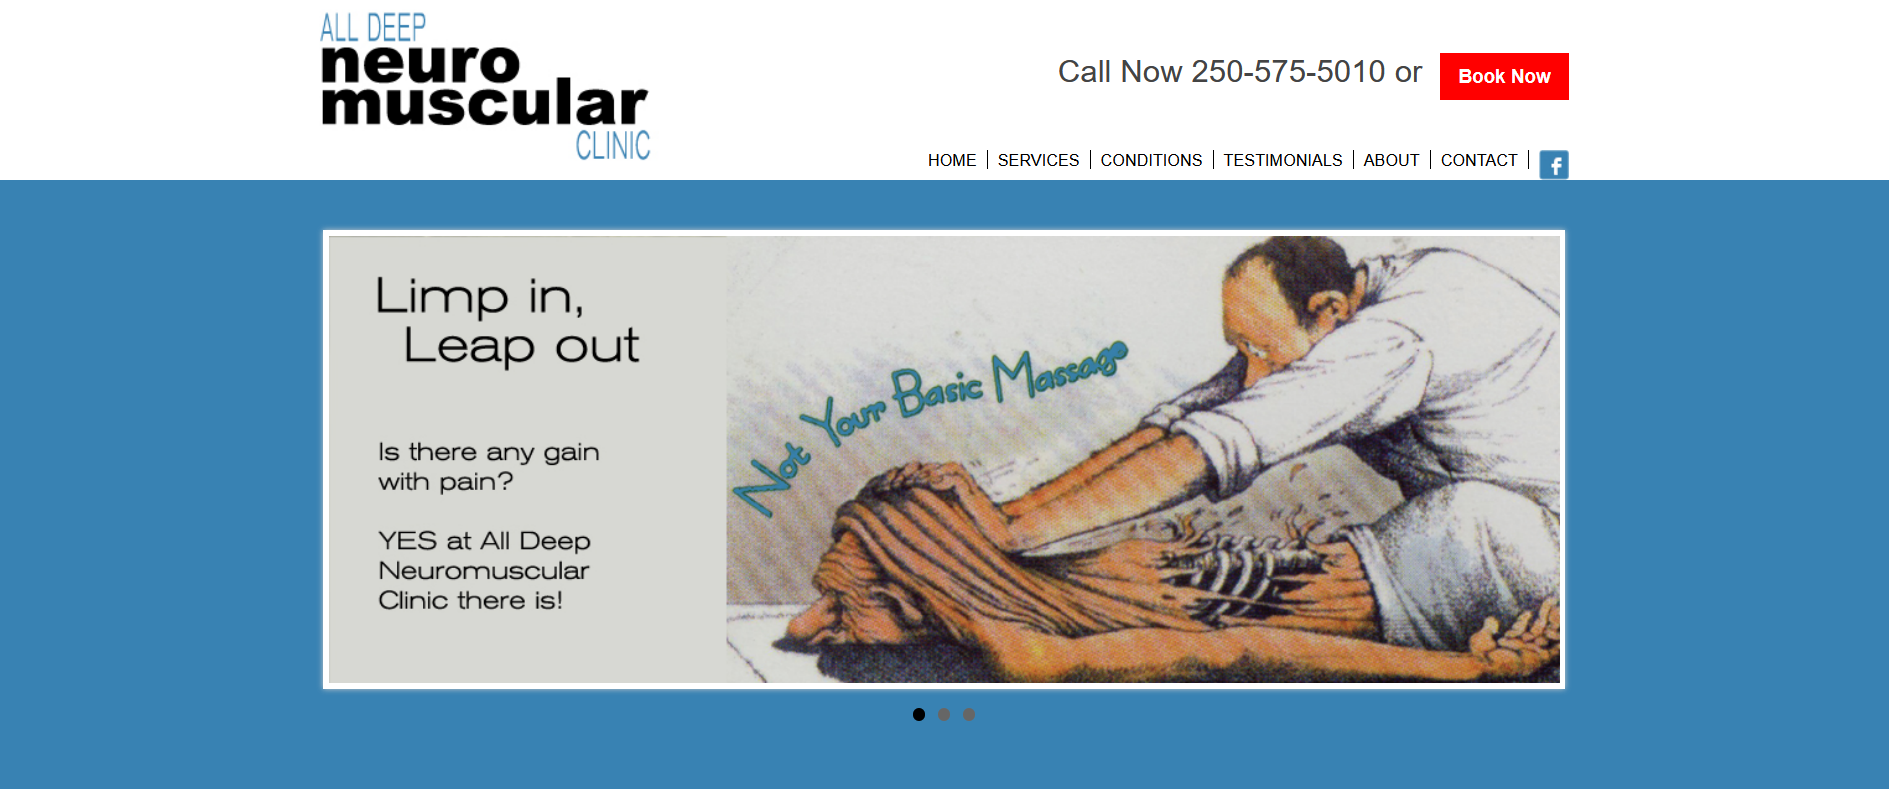 ALL DEEP
neuro
muscular
CLINIC
Call Now 250-575-5010 or
Book Now
HOME
SERVICES
CONDITIONS
TESTIMONIALS
ABOUT
CONTACT
f
Limp in,
Leap out
Is there any gain
with pain?
YES at All Deep
Neuromuscular
Clinic there is!
Not Your Basic Massage